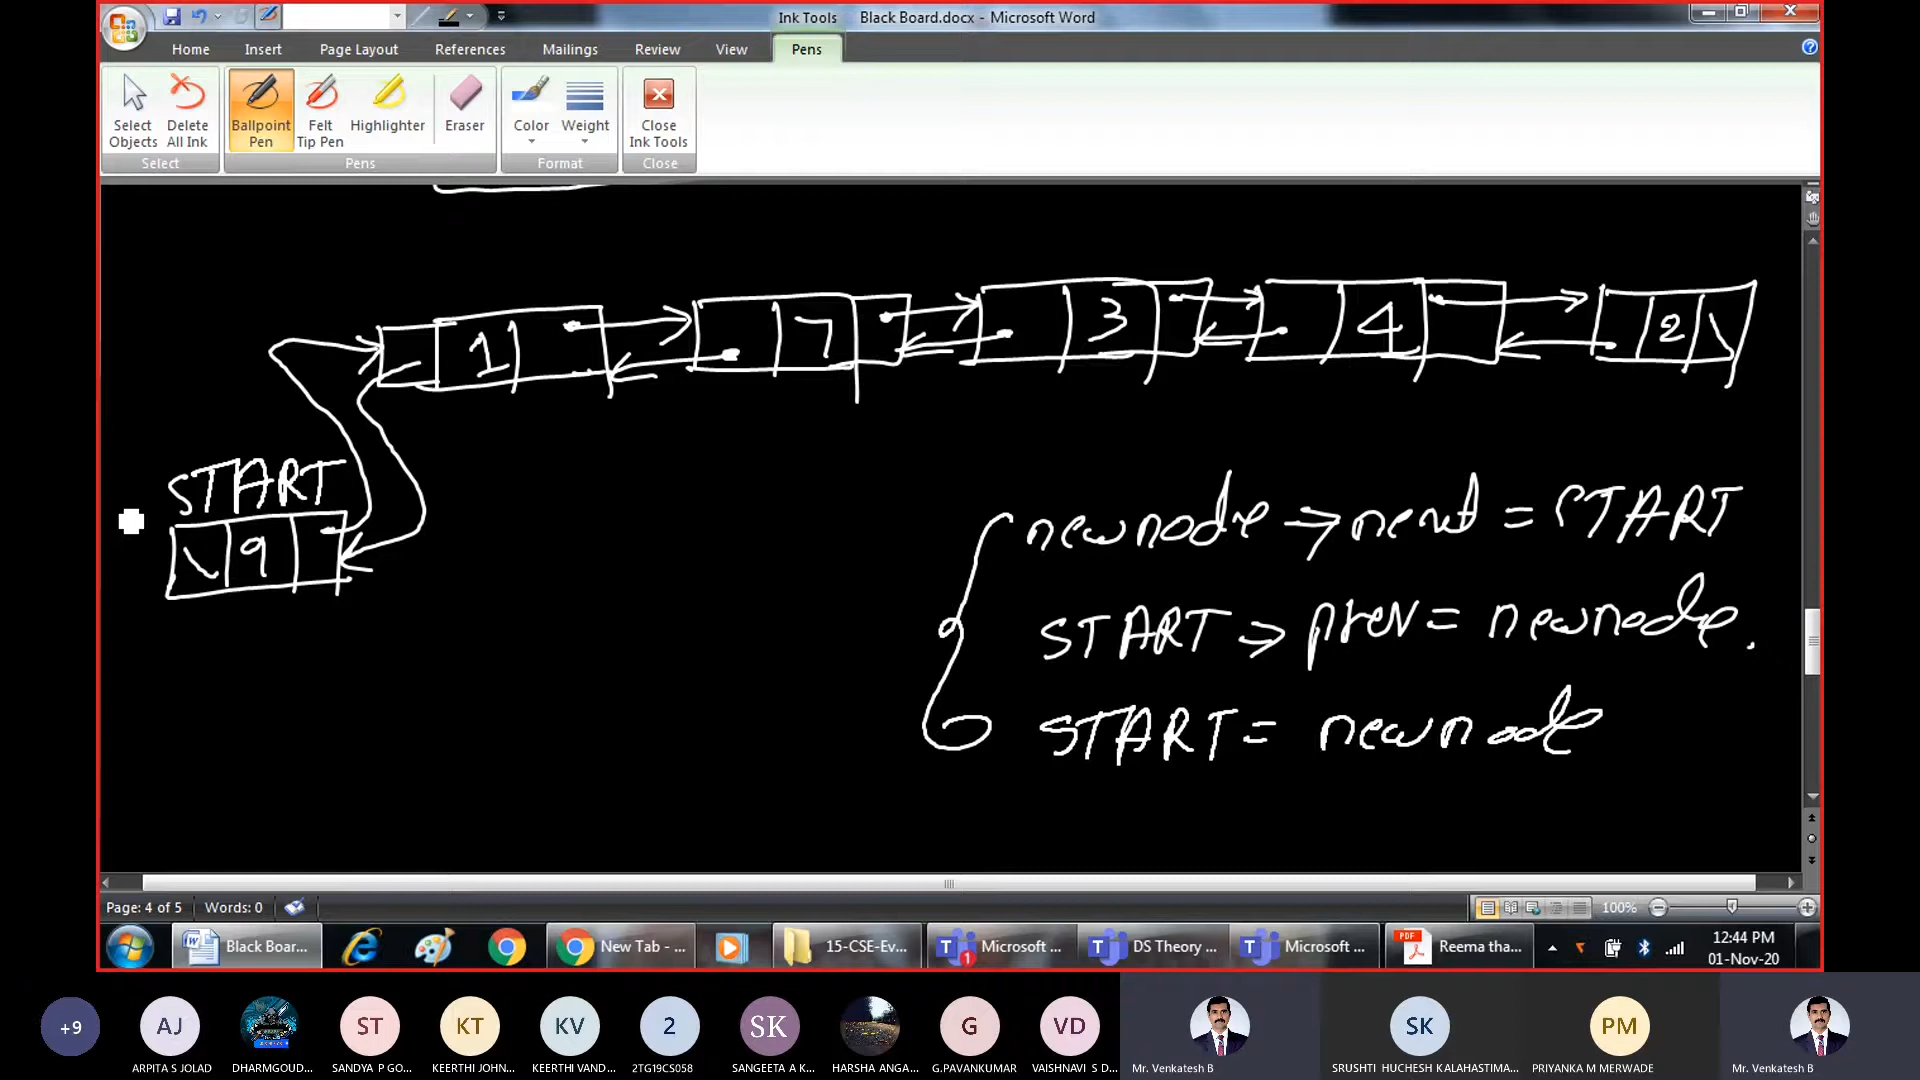 Ink Tools Black Board.docx - Microsoft Word
Home Insert Page Layout References Mailings Review View Pens
Select Objects Delete All Ink Ballpoint Pen Felt Tip Pen Highlighter Eraser Color Weight Close Ink Tools
Select Pens Format Close
1 7 3 4 2
START
9
newnode → next = START
START → prev = newnode.
START = newnode
Page: 4 of 5 Words: 0 100%
Black Boar... New Tab - ... 15-CSE-Ev... Microsoft ... DS Theory ... Microsoft ... PDF Reema tha... 12:44 PM
1 01-Nov-20
+9 AJ ST KT KV 2 SK G VD SK PM
ARPITA S JOLAD DHARMGOUD... SANDYA P GO... KEERTHI JOHN... KEERTHI VAND... 2TG19CS058 SANGEETA A K... HARSHA ANGA... G.PAVANKUMAR VAISHNAVI S D... Mr. Venkatesh B SRUSHTI HUCHESH KALAHASTIMA... PRIYANKA M MERWADE Mr. Venkatesh B